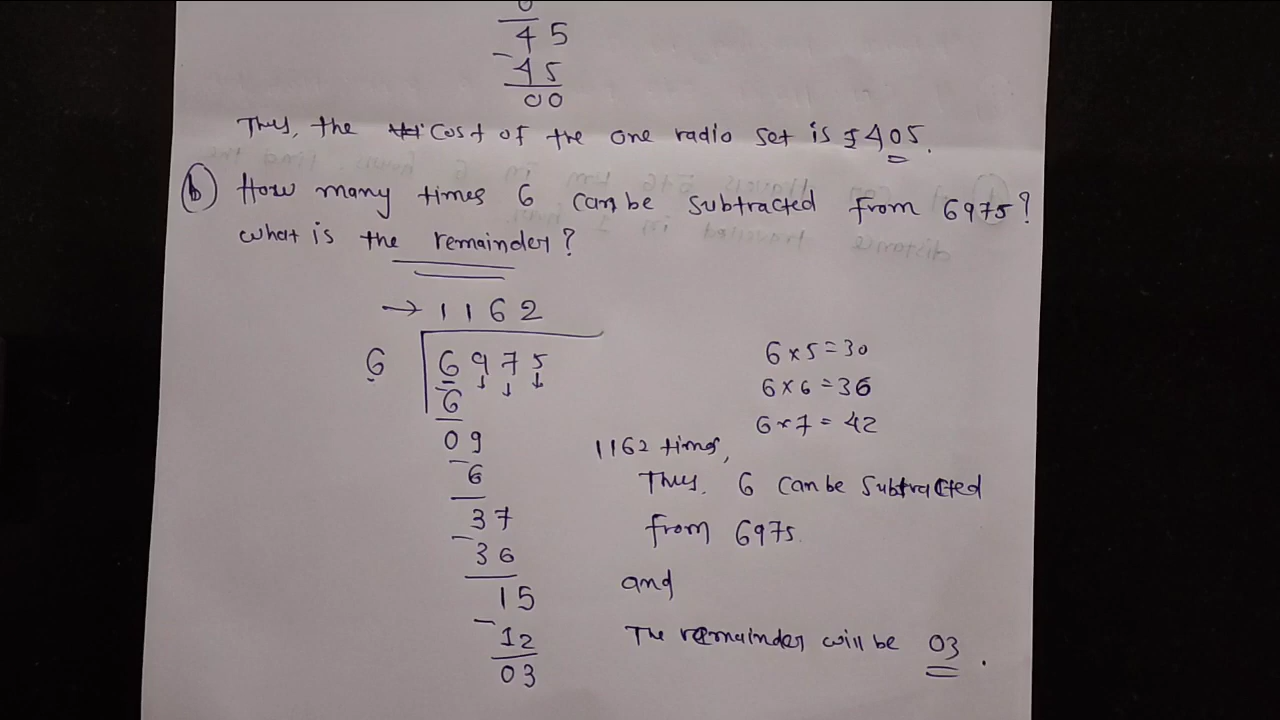 0
45
- 45
00
Thus, the cost of the one radio set is ₹405.
(b) How many times 6 can be subtracted from 6975?
what is the remainder?
→ 1162
6 6975
- 6
09
- 6
37
- 36
15
- 12
03
6×5=30
6×6=36
6×7=42
1162 times,
Thus, 6 can be subtracted
from 6975.
and
The remainder will be 03.